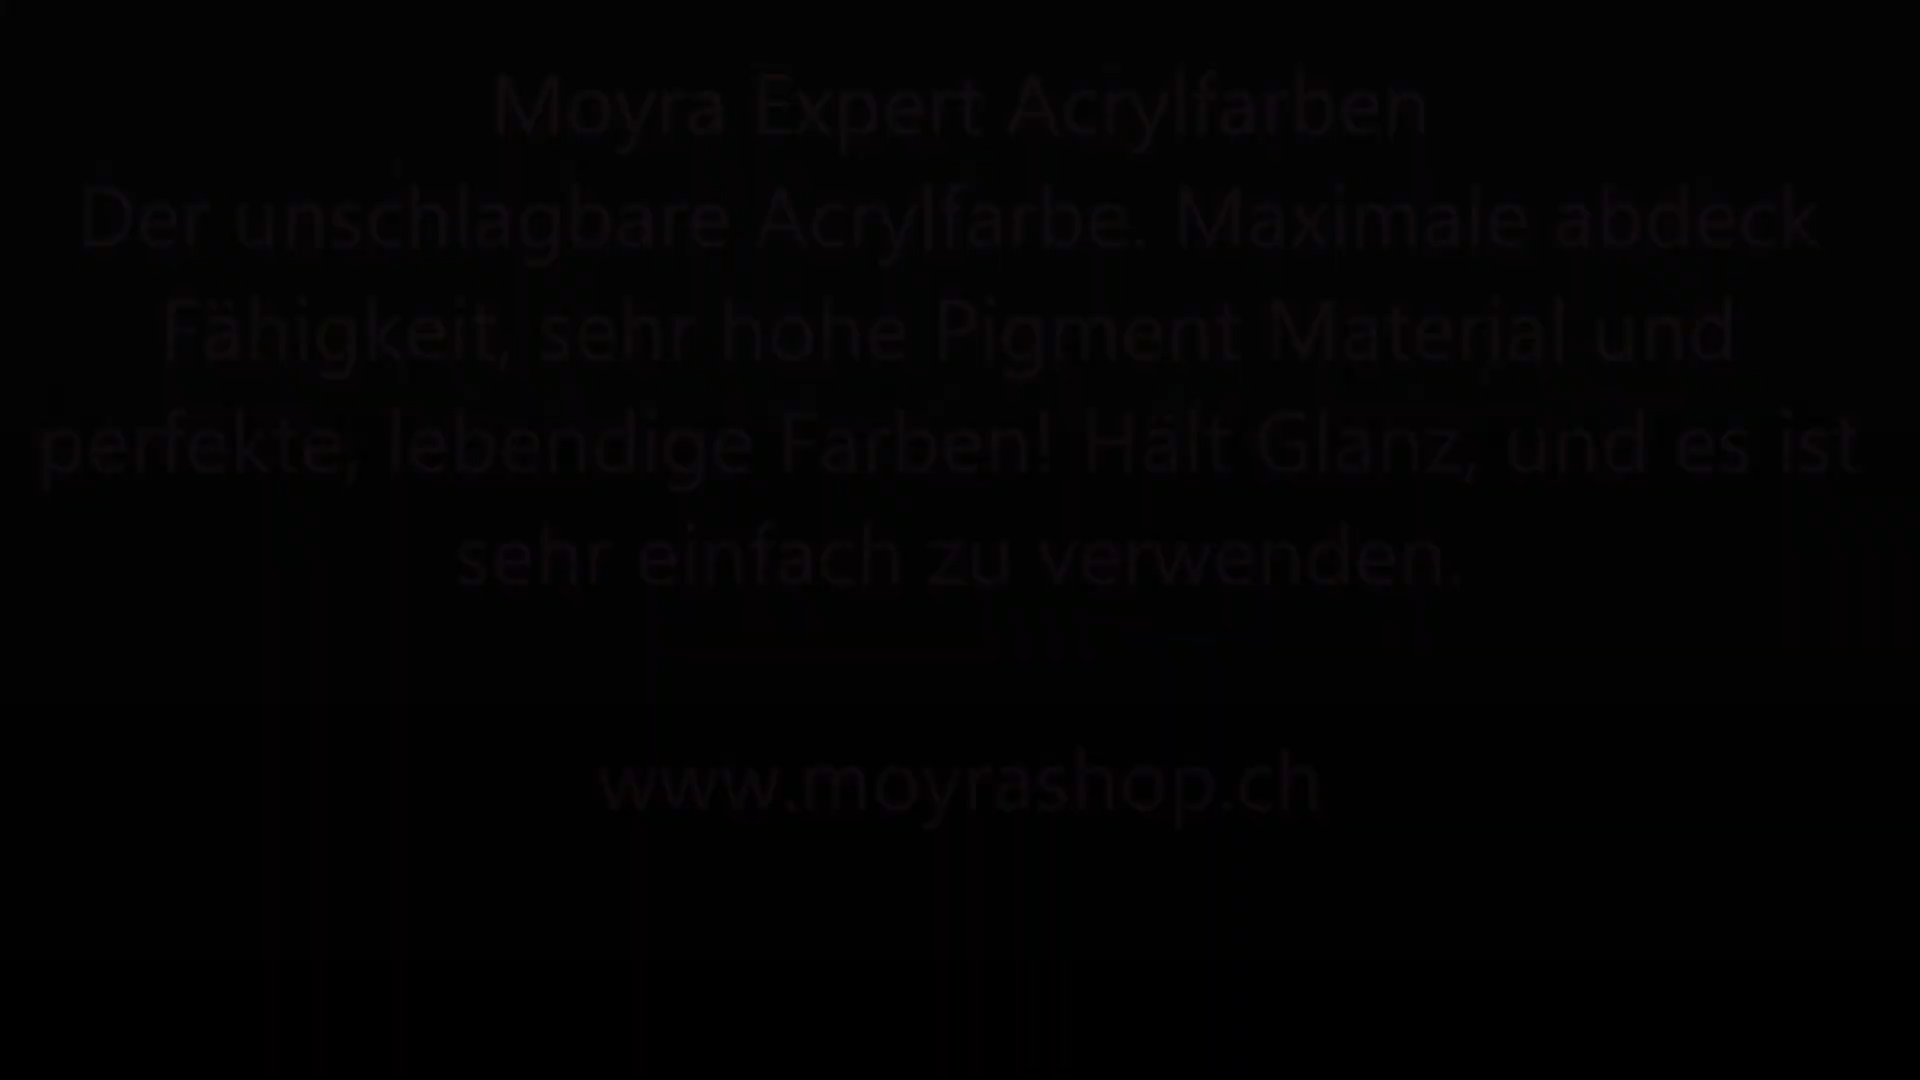 Moyra Expert Acrylfarben
Der unschlagbare Acrylfarbe. Maximale abdeck
Fähigkeit, sehr hohe Pigment Material und
perfekte, lebendige Farben! Hält Glanz, und es ist
sehr einfach zu verwenden.
www.moyrashop.ch